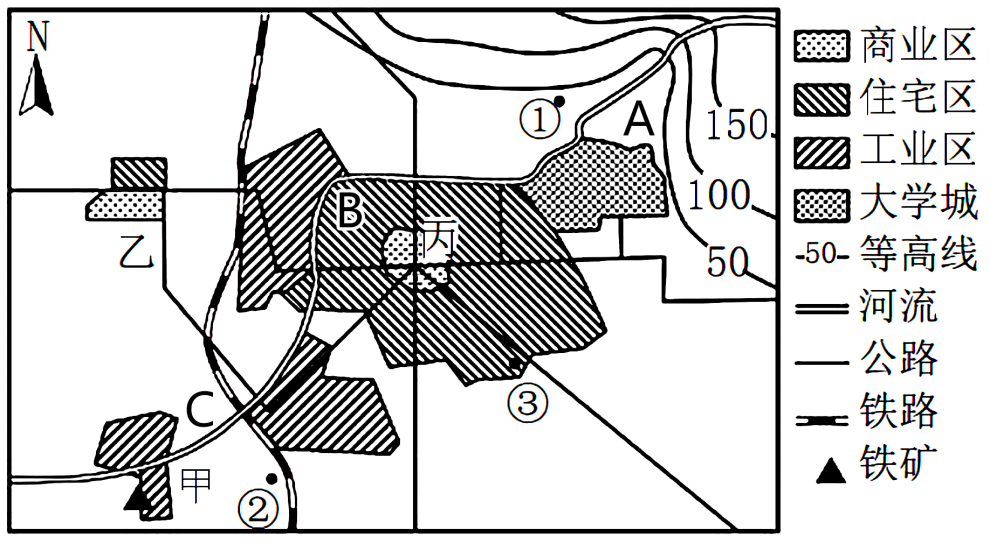 N
①
A
150
100
50
B
丙
乙
C
③
甲
②
商业区
住宅区
工业区
大学城
-50- 等高线
河流
公路
铁路
铁矿